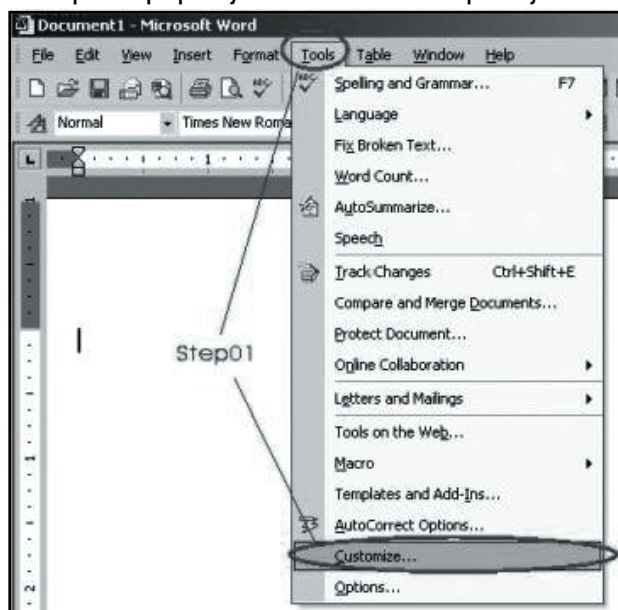 Document1 - Microsoft Word
File Edit View Insert Format Tools Table Window Help
Normal Times New Roma
Spelling and Grammar... F7
Language
Fix Broken Text...
Word Count...
AutoSummarize...
Speech
Track Changes Ctrl+Shift+E
Compare and Merge Documents...
Protect Document...
Online Collaboration
Letters and Mailings
Tools on the Web...
Macro
Templates and Add-Ins...
AutoCorrect Options...
Customize...
Options...
Step01